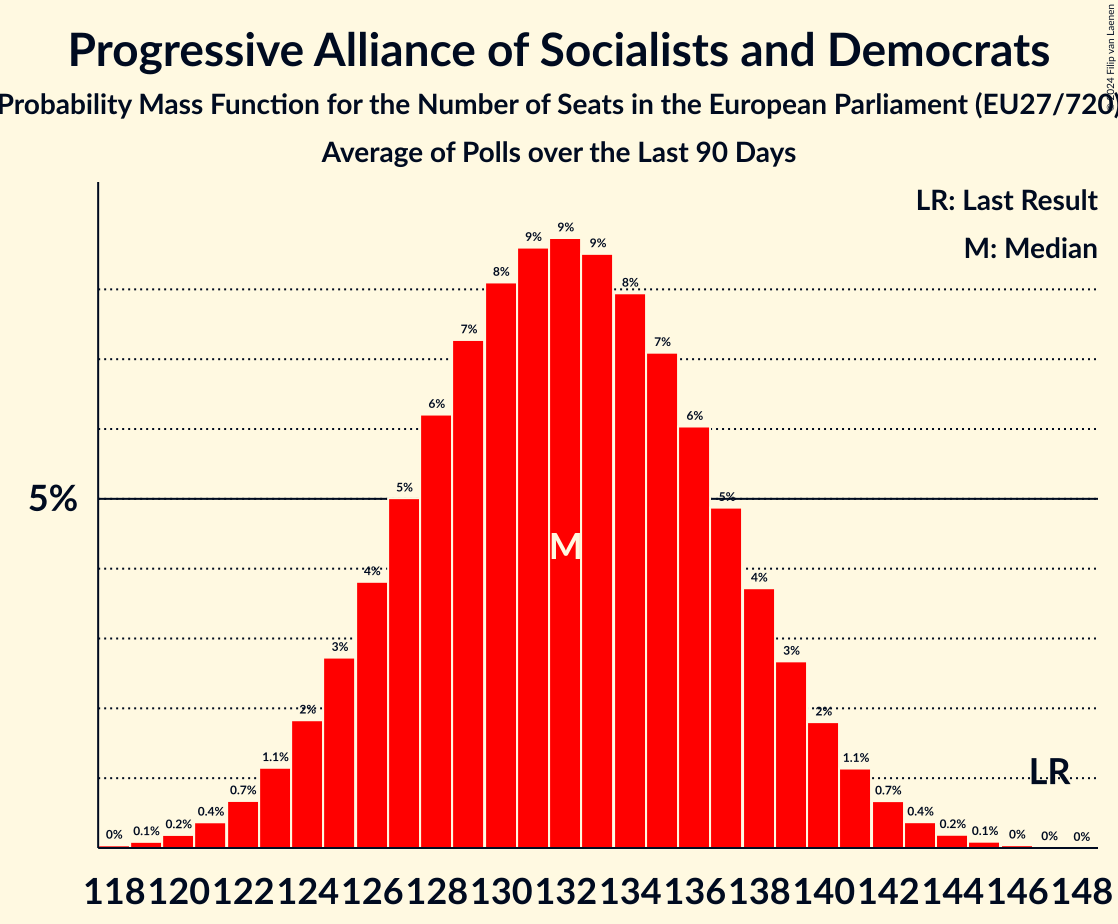 Progressive Alliance of Socialists and Democrats
Probability Mass Function for the Number of Seats in the European Parliament (EU27/720)
Average of Polls over the Last 90 Days
© 2024 Filip van Laenen
LR: Last Result
M: Median
5%
0% 0.1% 0.2% 0.4% 0.7% 1.1% 2% 3% 4% 5% 6% 7% 8% 9% 9% 9% 8% 7% 6% 5% 4% 3% 2% 1.1% 0.7% 0.4% 0.2% 0.1% 0% 0% 0%
M
LR
118 120 122 124 126 128 130 132 134 136 138 140 142 144 146 148